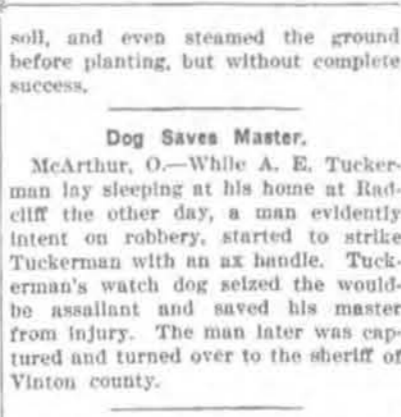 soil, and even steamed the ground
before planting, but without complete
success.
Dog Saves Master.
McArthur, O.—While A. E. Tucker-
man lay sleeping at his home at Rad-
cliff the other day, a man evidently
intent on robbery, started to strike
Tuckerman with an ax handle. Tuck-
erman's watch dog seized the would-
be assailant and saved his master
from injury. The man later was cap-
tured and turned over to the sheriff of
Vinton county.